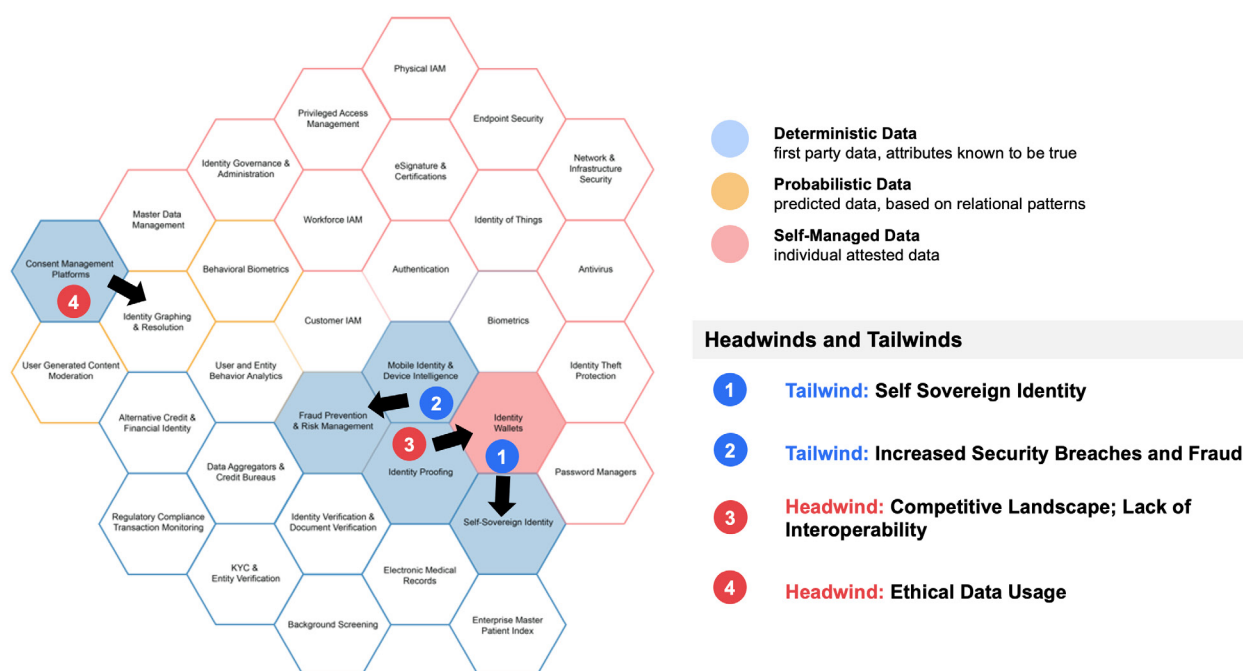 Physical IAM
Privileged Access
Management
Endpoint Security
Identity Governance &
Administration
eSignature &
Certifications
Network &
Infrastructure
Security
Master Data
Management
Workforce IAM
Identity of Things
Consent Management
Platforms
4
Behavioral Biometrics
Authentication
Antivirus
Identity Graphing
& Resolution
Customer IAM
Biometrics
User Generated Content
Moderation
User and Entity
Behavior Analytics
Mobile Identity &
Device Intelligence
2
Identity Theft
Protection
Alternative Credit &
Financial Identity
Fraud Prevention
& Risk Management
Identity
Wallets
1
3
Identity Proofing
Data Aggregators &
Credit Bureaus
Password Managers
Regulatory Compliance
Transaction Monitoring
Identity Verification &
Document Verification
Self-Sovereign Identity
KYC &
Entity Verification
Electronic Medical
Records
Background Screening
Enterprise Master
Patient Index
Deterministic Data
first party data, attributes known to be true
Probabilistic Data
predicted data, based on relational patterns
Self-Managed Data
individual attested data
Headwinds and Tailwinds
1 Tailwind: Self Sovereign Identity
2 Tailwind: Increased Security Breaches and Fraud
3 Headwind: Competitive Landscape; Lack of
Interoperability
4 Headwind: Ethical Data Usage